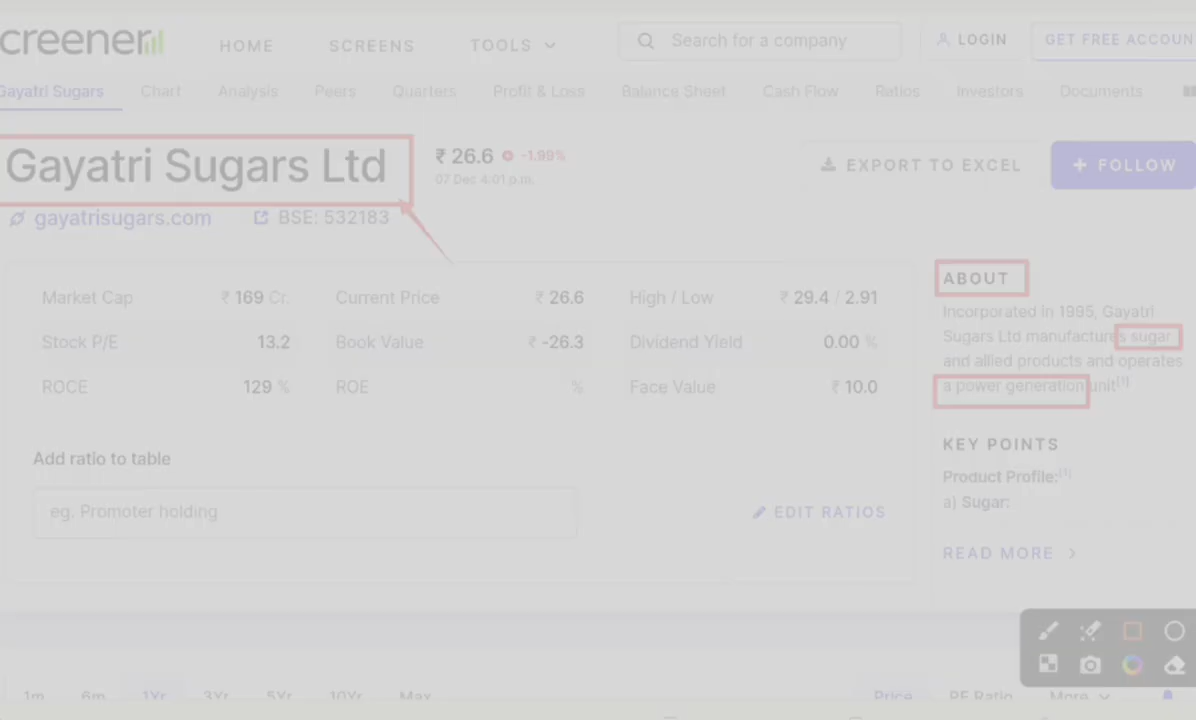 creener
HOME SCREENS TOOLS
Search for a company
LOGIN
GET FREE ACCOUN
Gayatri Sugars Chart Analysis Peers Quarters Profit & Loss Balance Sheet Cash Flow Ratios Investors Documents
Gayatri Sugars Ltd
₹ 26.6 -1.99%
07 Dec 4:01 p.m.
EXPORT TO EXCEL
+ FOLLOW
gayatrisugars.com BSE: 532183
Market Cap ₹ 169 Cr. Current Price ₹ 26.6 High / Low ₹ 29.4 / 2.91
Stock P/E 13.2 Book Value ₹ -26.3 Dividend Yield 0.00 %
ROCE 129 % ROE % Face Value ₹ 10.0
Add ratio to table
eg. Promoter holding
EDIT RATIOS
ABOUT
Incorporated in 1995, Gayatri
Sugars Ltd manufactures sugar
and allied products and operates
a power generation unit[1]
KEY POINTS
Product Profile:[1]
a) Sugar:
READ MORE
1m 6m 1Yr 3Yr 5Yr 10Yr Max Price PE Ratio More